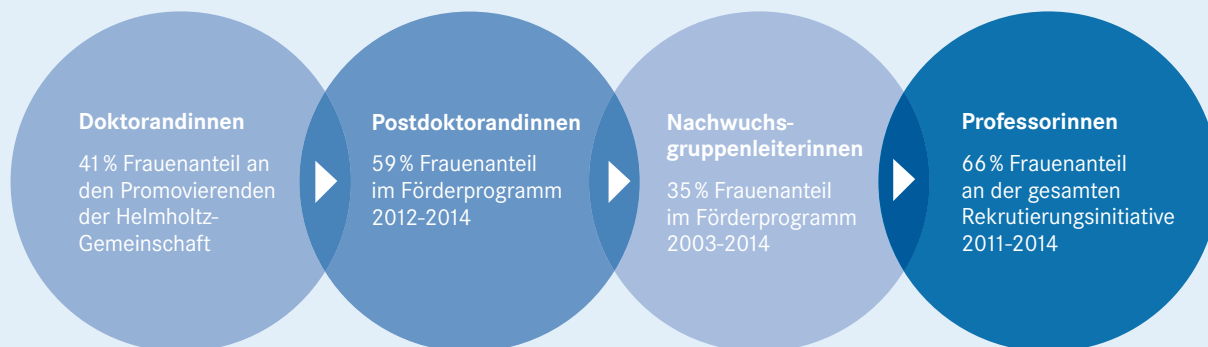 Doktorandinnen
41 % Frauenanteil an
den Promovierenden
der Helmholtz-
Gemeinschaft
Postdoktorandinnen
59 % Frauenanteil
im Förderprogramm
2012-2014
Nachwuchs-
gruppenleiterinnen
35 % Frauenanteil
im Förderprogramm
2003-2014
Professorinnen
66 % Frauenanteil
an der gesamten
Rekrutierungsinitiative
2011-2014